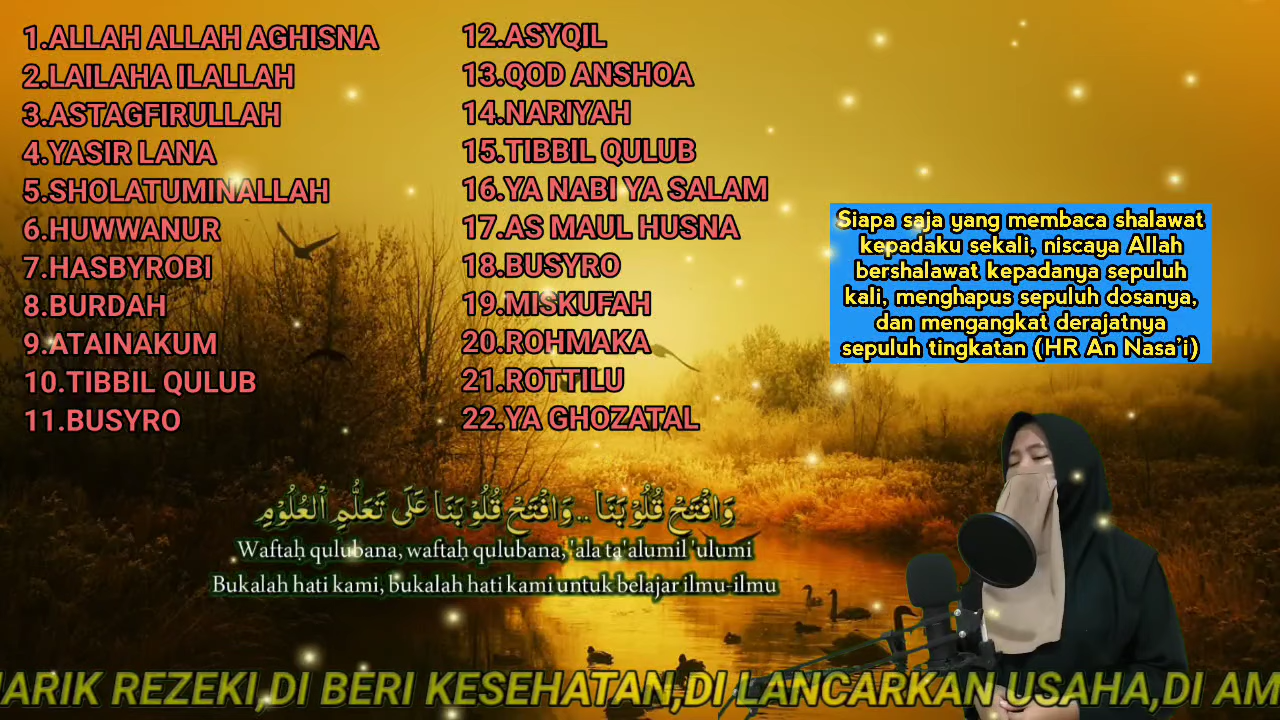 1.ALLAH ALLAH AGHISNA
2.LAILAHA ILALLAH
3.ASTAGFIRULLAH
4.YASIR LANA
5.SHOLATUMINALLAH
6.HUWWANUR
7.HASBYROBI
8.BURDAH
9.ATAINAKUM
10.TIBBIL QULUB
11.BUSYRO
12.ASYQIL
13.QOD ANSHOA
14.NARIYAH
15.TIBBIL QULUB
16.YA NABI YA SALAM
17.AS MAUL HUSNA
18.BUSYRO
19.MISKUFAH
20.ROHMAKA
21.ROTTILU
22.YA GHOZATAL
Siapa saja yang membaca shalawat
kepadaku sekali, niscaya Allah
bershalawat kepadanya sepuluh
kali, menghapus sepuluh dosanya,
dan mengangkat derajatnya
sepuluh tingkatan (HR An Nasa'i)
وَافْتَحْ قُلُوْبَنَا .. وَافْتَحْ قُلُوْبَنَا عَلَى تَعَلُّمِ الْعُلُوْمِ
Waftaḥ qulubana, waftaḥ qulubana, 'ala ta'alumil 'ulumi
Bukalah hati kami, bukalah hati kami untuk belajar ilmu-ilmu
ARIK REZEKI,DI BERI KESEHATAN,DI LANCARKAN USAHA,DI AM